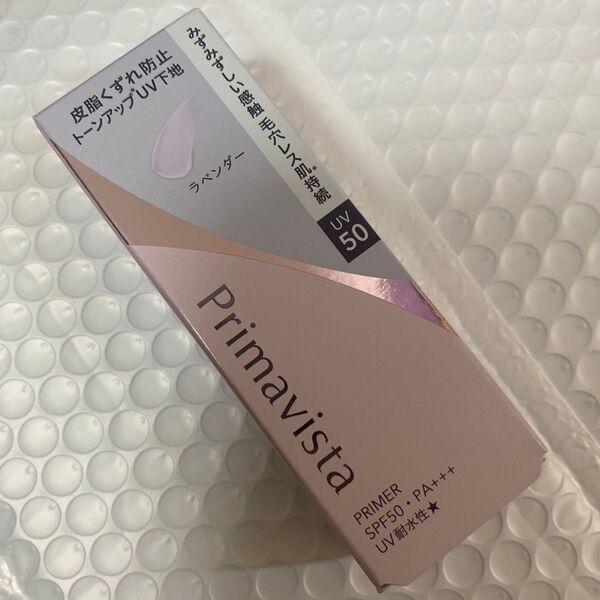 皮脂くずれ防止
トーンアップ*UV下地
ラベンダー
みずみずしい感触 毛穴レス肌*持続
UV
50
Primavista
PRIMER
SPF50・PA+++
UV耐水性★